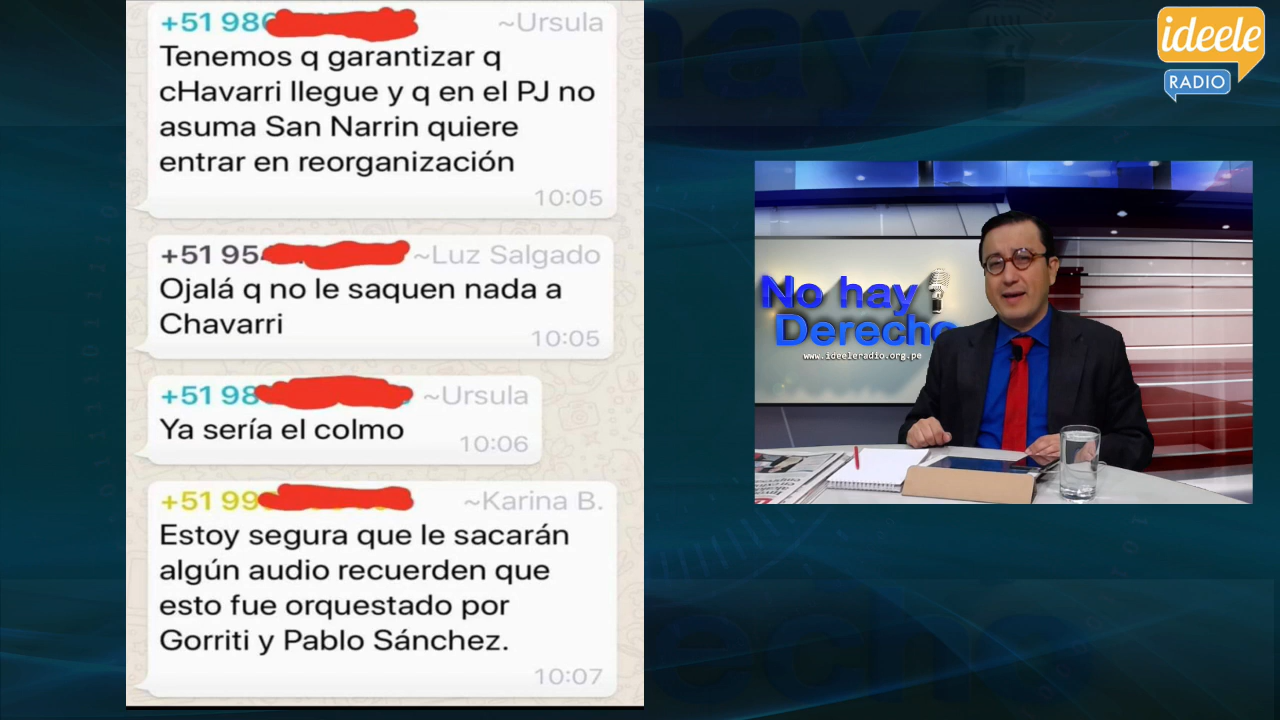 +51 98
~Ursula
Tenemos q garantizar q
cHavarri llegue y q en el PJ no
asuma San Narrin quiere
entrar en reorganización
10:05
+51 95
~Luz Salgado
Ojalá q no le saquen nada a
Chavarri
10:05
+51 98
~Ursula
Ya sería el colmo
10:06
+51 99
~Karina B.
Estoy segura que le sacarán
algún audio recuerden que
esto fue orquestado por
Gorriti y Pablo Sánchez.
10:07
ideele
RADIO
No hay
Derecho
www.ideeleradio.org.pe